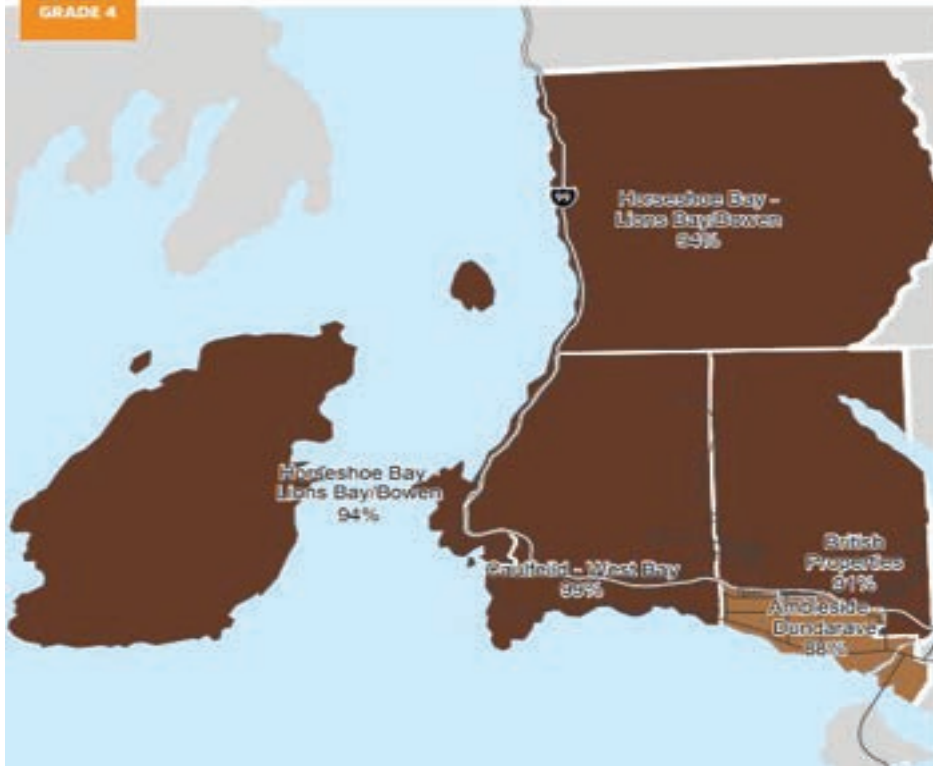 GRADE 4
99
Horseshoe Bay -
Lions Bay/Bowen
94%
Horseshoe Bay -
Lions Bay/Bowen
94%
Caulfeild - West Bay
99%
British
Properties
91%
Ambleside -
Dundarave
88%